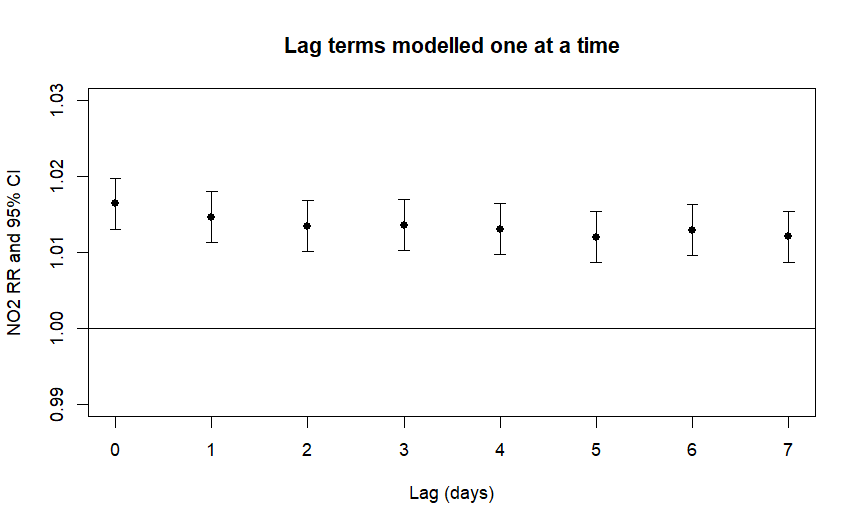 Lag terms modelled one at a time
NO2 RR and 95% CI
1.03
1.02
1.01
1.00
0.99
0 1 2 3 4 5 6 7
Lag (days)